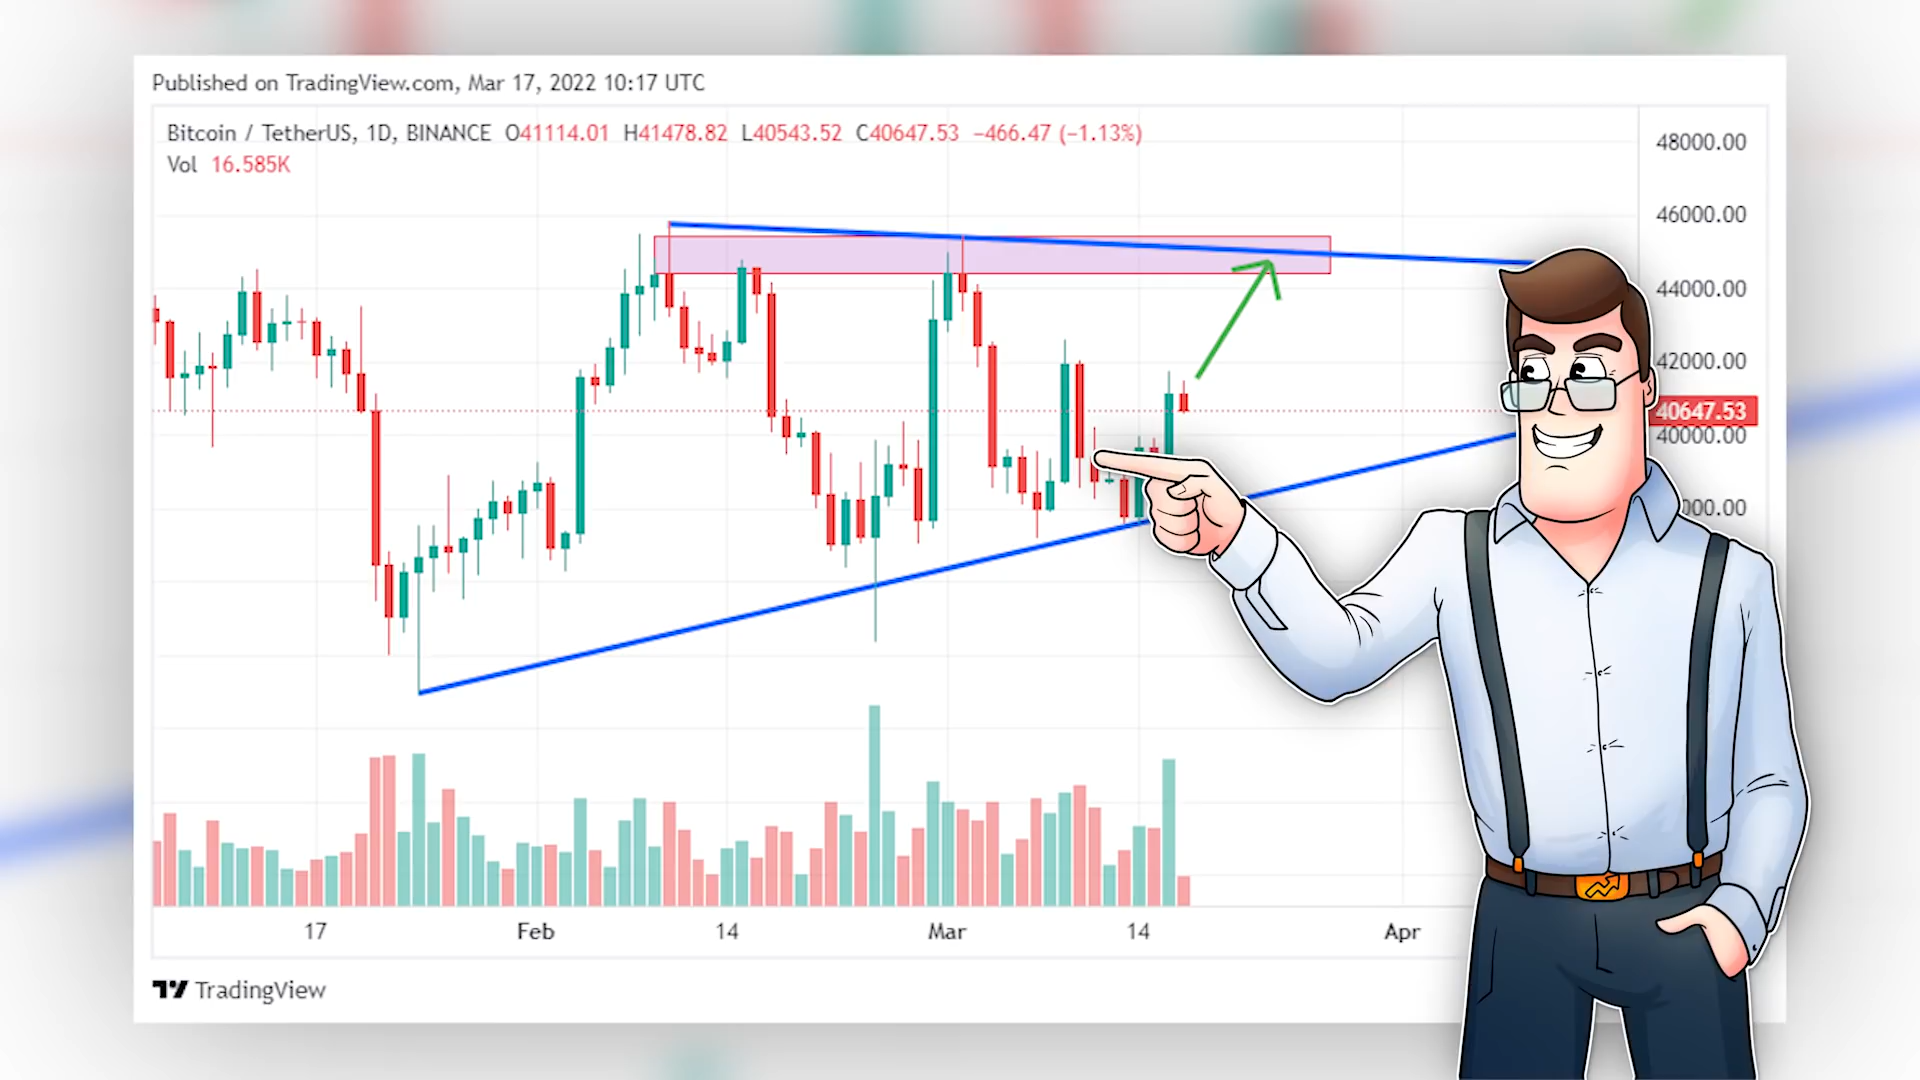 Published on TradingView.com, Mar 17, 2022 10:17 UTC
Bitcoin / TetherUS, 1D, BINANCE O41114.01 H41478.82 L40543.52 C40647.53 −466.47 (−1.13%)
Vol 16.585K
48000.00
46000.00
44000.00
42000.00
40647.53
40000.00
000.00
17 Feb 14 Mar 14 Apr
TradingView